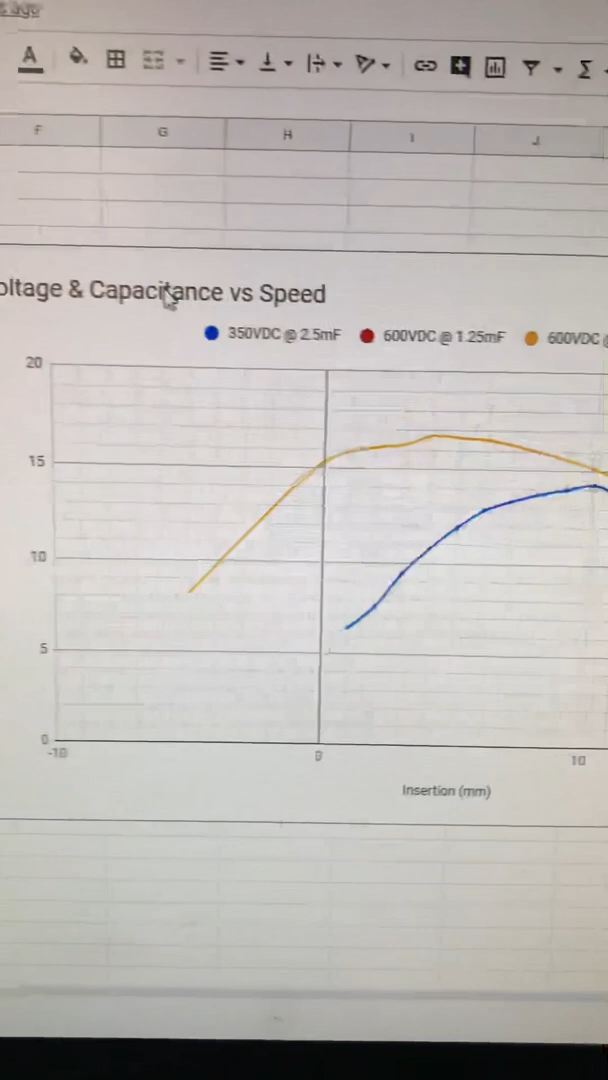 s ago
A
F G H I J
oltage & Capacitance vs Speed
350VDC @ 2.5mF 600VDC @ 1.25mF 600VDC @
20
15
10
5
0
-10 0 10
Insertion (mm)